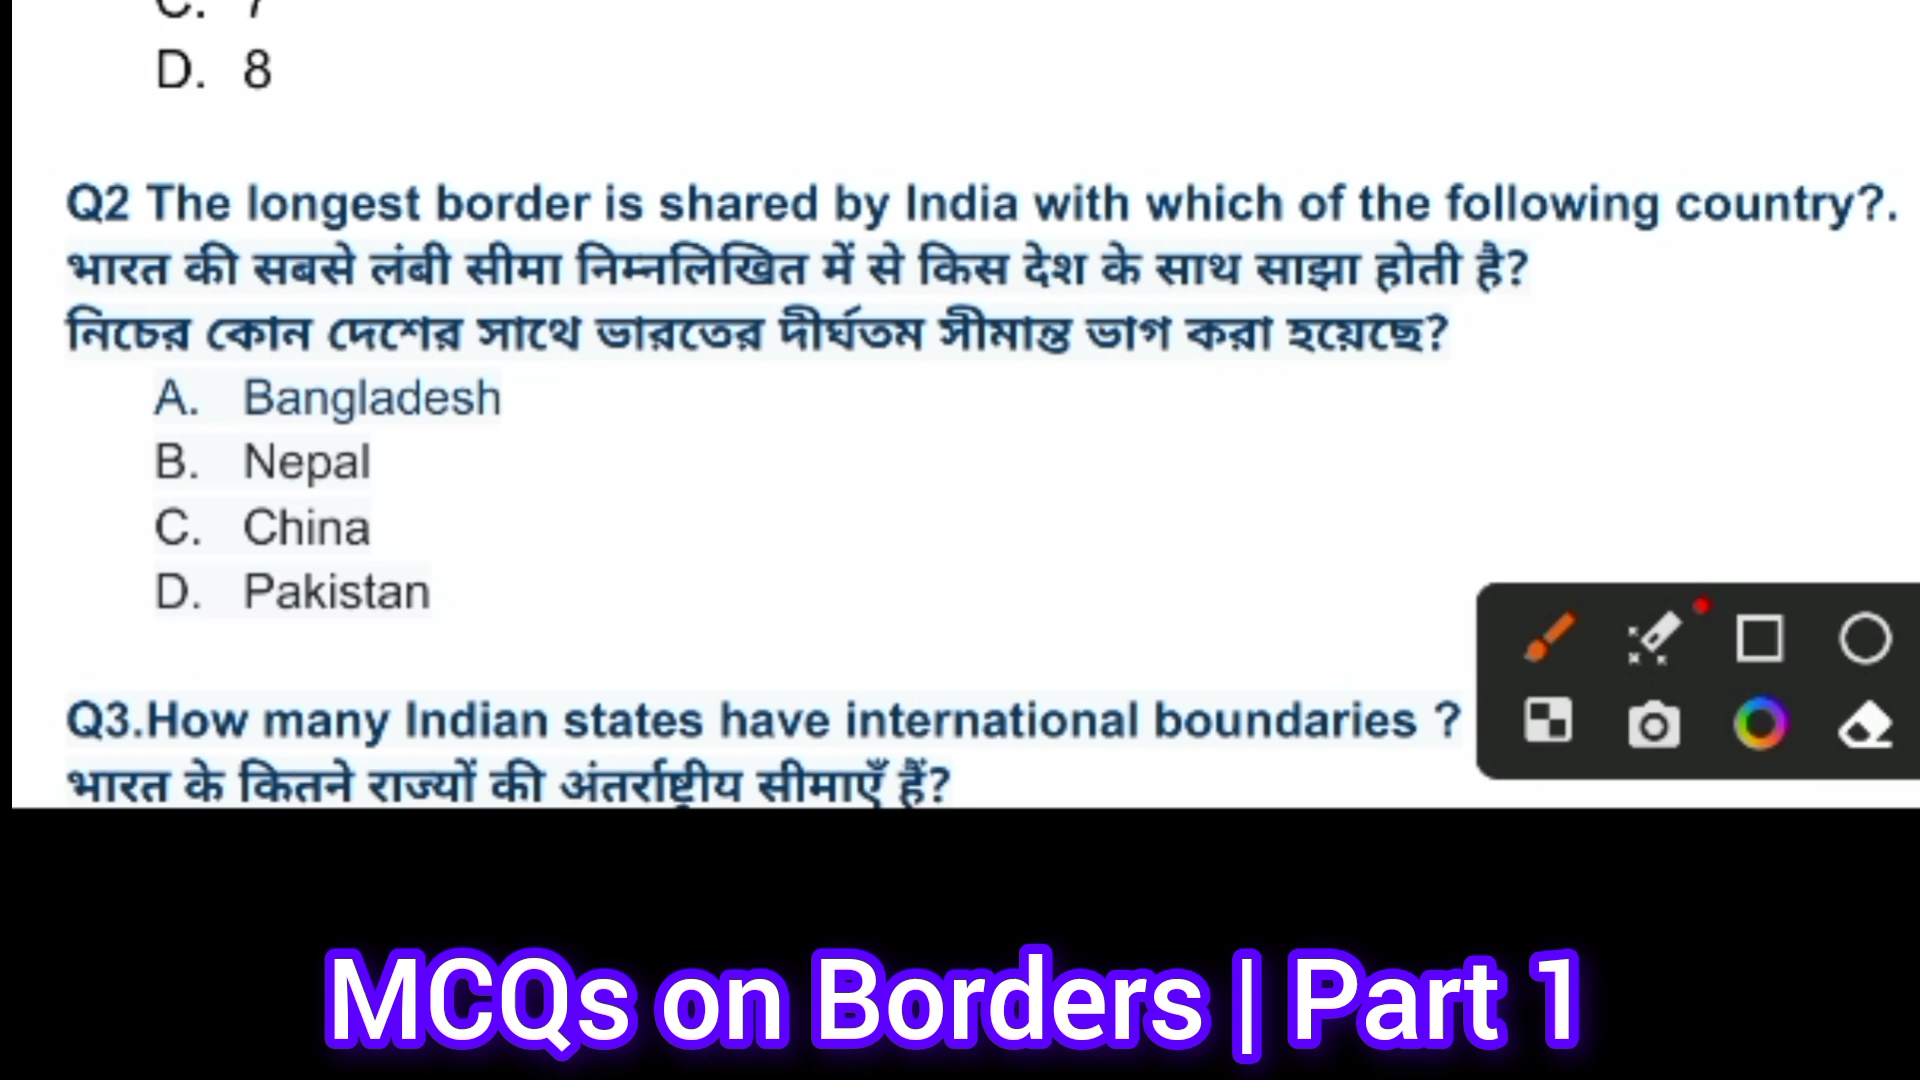 C. 7
D. 8
Q2 The longest border is shared by India with which of the following country?.
भारत की सबसे लंबी सीमा निम्नलिखित में से किस देश के साथ साझा होती है?
নিচের কোন দেশের সাথে ভারতের দীর্ঘতম সীমান্ত ভাগ করা হয়েছে?
A. Bangladesh
B. Nepal
C. China
D. Pakistan
Q3.How many Indian states have international boundaries ?
भारत के कितने राज्यों की अंतर्राष्ट्रीय सीमाएँ हैं?
MCQs on Borders | Part 1